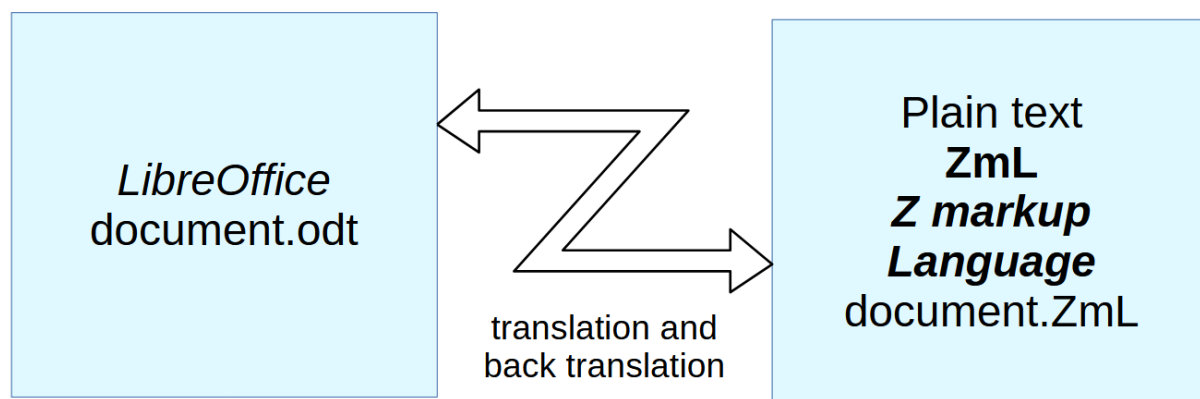 LibreOffice
document.odt
translation and
back translation
Plain text
ZmL
Z markup
Language
document.ZmL